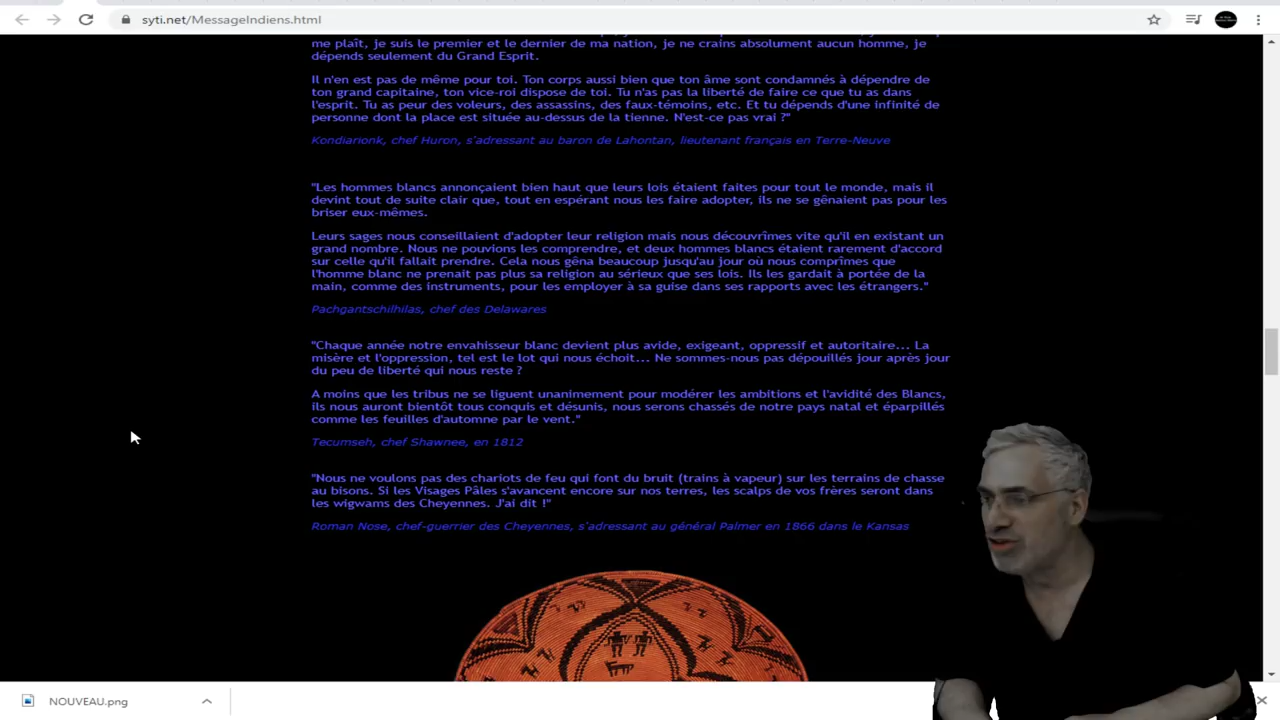 syti.net/MessageIndiens.html
me plaît, je suis le premier et le dernier de ma nation, je ne crains absolument aucun homme, je
dépends seulement du Grand Esprit.
Il n'en est pas de même pour toi. Ton corps aussi bien que ton âme sont condamnés à dépendre de
ton grand capitaine, ton vice-roi dispose de toi. Tu n'as pas la liberté de faire ce que tu as dans
l'esprit. Tu as peur des voleurs, des assassins, des faux-témoins, etc. Et tu dépends d'une infinité de
personne dont la place est située au-dessus de la tienne. N'est-ce pas vrai ?"
Kondiarionk, chef Huron, s'adressant au baron de Lahontan, lieutenant français en Terre-Neuve
"Les hommes blancs annonçaient bien haut que leurs lois étaient faites pour tout le monde, mais il
devint tout de suite clair que, tout en espérant nous les faire adopter, ils ne se gênaient pas pour les
briser eux-mêmes.
Leurs sages nous conseillaient d'adopter leur religion mais nous découvrîmes vite qu'il en existant un
grand nombre. Nous ne pouvions les comprendre, et deux hommes blancs étaient rarement d'accord
sur celle qu'il fallait prendre. Cela nous gêna beaucoup jusqu'au jour où nous comprîmes que
l'homme blanc ne prenait pas plus sa religion au sérieux que ses lois. Ils les gardait à portée de la
main, comme des instruments, pour les employer à sa guise dans ses rapports avec les étrangers."
Pachgantschilhilas, chef des Delawares
"Chaque année notre envahisseur blanc devient plus avide, exigeant, oppressif et autoritaire... La
misère et l'oppression, tel est le lot qui nous échoit... Ne sommes-nous pas dépouillés jour après jour
du peu de liberté qui nous reste ?
A moins que les tribus ne se liguent unanimement pour modérer les ambitions et l'avidité des Blancs,
ils nous auront bientôt tous conquis et désunis, nous serons chassés de notre pays natal et éparpillés
comme les feuilles d'automne par le vent."
Tecumseh, chef Shawnee, en 1812
"Nous ne voulons pas des chariots de feu qui font du bruit (trains à vapeur) sur les terrains de chasse
au bisons. Si les Visages Pâles s'avancent encore sur nos terres, les scalps de vos frères seront dans
les wigwams des Cheyennes. J'ai dit !"
Roman Nose, chef-guerrier des Cheyennes, s'adressant au général Palmer en 1866 dans le Kansas
NOUVEAU.png